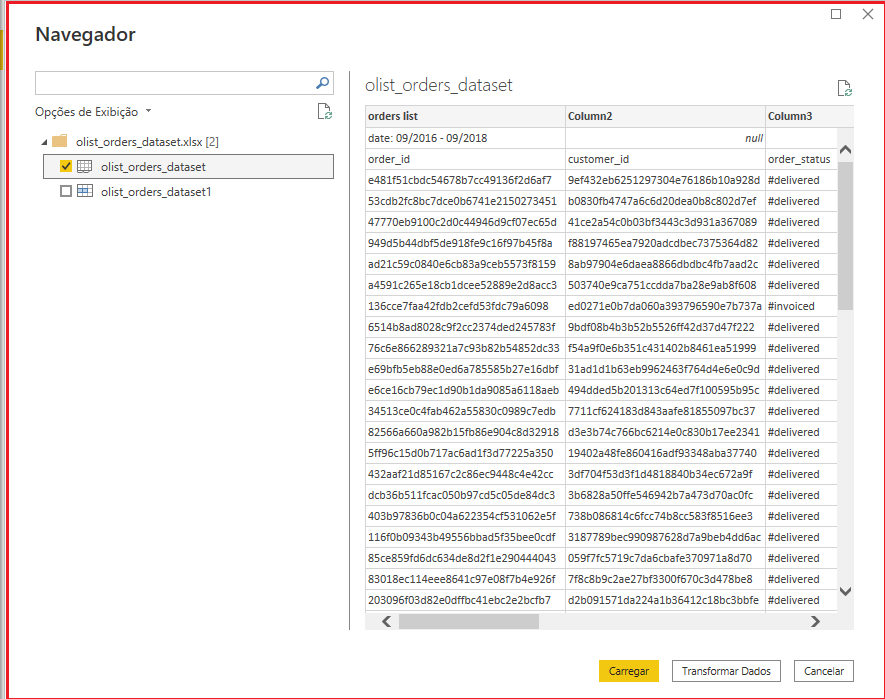 Navegador
Opções de Exibição
olist_orders_dataset.xlsx [2]
olist_orders_dataset
olist_orders_dataset1
olist_orders_dataset
orders list Column2 Column3
date: 09/2016 - 09/2018 null
order_id customer_id order_status
e481f51cbdc54678b7cc49136f2d6af7 9ef432eb6251297304e76186b10a928d #delivered
53cdb2fc8bc7dce0b6741e2150273451 b0830fb4747a6c6d20dea0b8c802d7ef #delivered
47770eb9100c2d0c44946d9cf07ec65d 41ce2a54c0b03bf3443c3d931a367089 #delivered
949d5b44dbf5de918fe9c16f97b45f8a f88197465ea7920adcdbec7375364d82 #delivered
ad21c59c0840e6cb83a9ceb5573f8159 8ab97904e6daea8866dbdbc4fb7aad2c #delivered
a4591c265e18cb1dcee52889e2d8acc3 503740e9ca751ccdda7ba28e9ab8f608 #delivered
136cce7faa42fdb2cefd53fdc79a6098 ed0271e0b7da060a393796590e7b737a #invoiced
6514b8ad8028c9f2cc2374ded245783f 9bdf08b4b3b52b5526ff42d37d47f222 #delivered
76c6e866289321a7c93b82b54852dc33 f54a9f0e6b351c431402b8461ea51999 #delivered
e69bfb5eb88e0ed6a785585b27e16dbf 31ad1d1b63eb9962463f764d4e6e0c9d #delivered
e6ce16cb79ec1d90b1da9085a6118aeb 494dded5b201313c64ed7f100595b95c #delivered
34513ce0c4fab462a55830c0989c7edb 7711cf624183d843aafe81855097bc37 #delivered
82566a660a982b15fb86e904c8d32918 d3e3b74c766bc6214e0c830b17ee2341 #delivered
5ff96c15d0b717ac6ad1f3d77225a350 19402a48fe860416adf93348aba37740 #delivered
432aaf21d85167c2c86ec9448c4e42cc 3df704f53d3f1d4818840b34ec672a9f #delivered
dcb36b511fcac050b97cd5c05de84dc3 3b6828a50ffe546942b7a473d70ac0fc #delivered
403b97836b0c04a622354cf531062e5f 738b086814c6fcc74b8cc583f8516ee3 #delivered
116f0b09343b49556bbad5f35bee0cdf 3187789bec990987628d7a9beb4dd6ac #delivered
85ce859fd6dc634de8d2f1e290444043 059f7fc5719c7da6cbafe370971a8d70 #delivered
83018ec114eee8641c97e08f7b4e926f 7f8c8b9c2ae27bf3300f670c3d478be8 #delivered
203096f03d82e0dffbc41ebc2e2bcfb7 d2b091571da224a1b36412c18bc3bbfe #delivered
Carregar Transformar Dados Cancelar